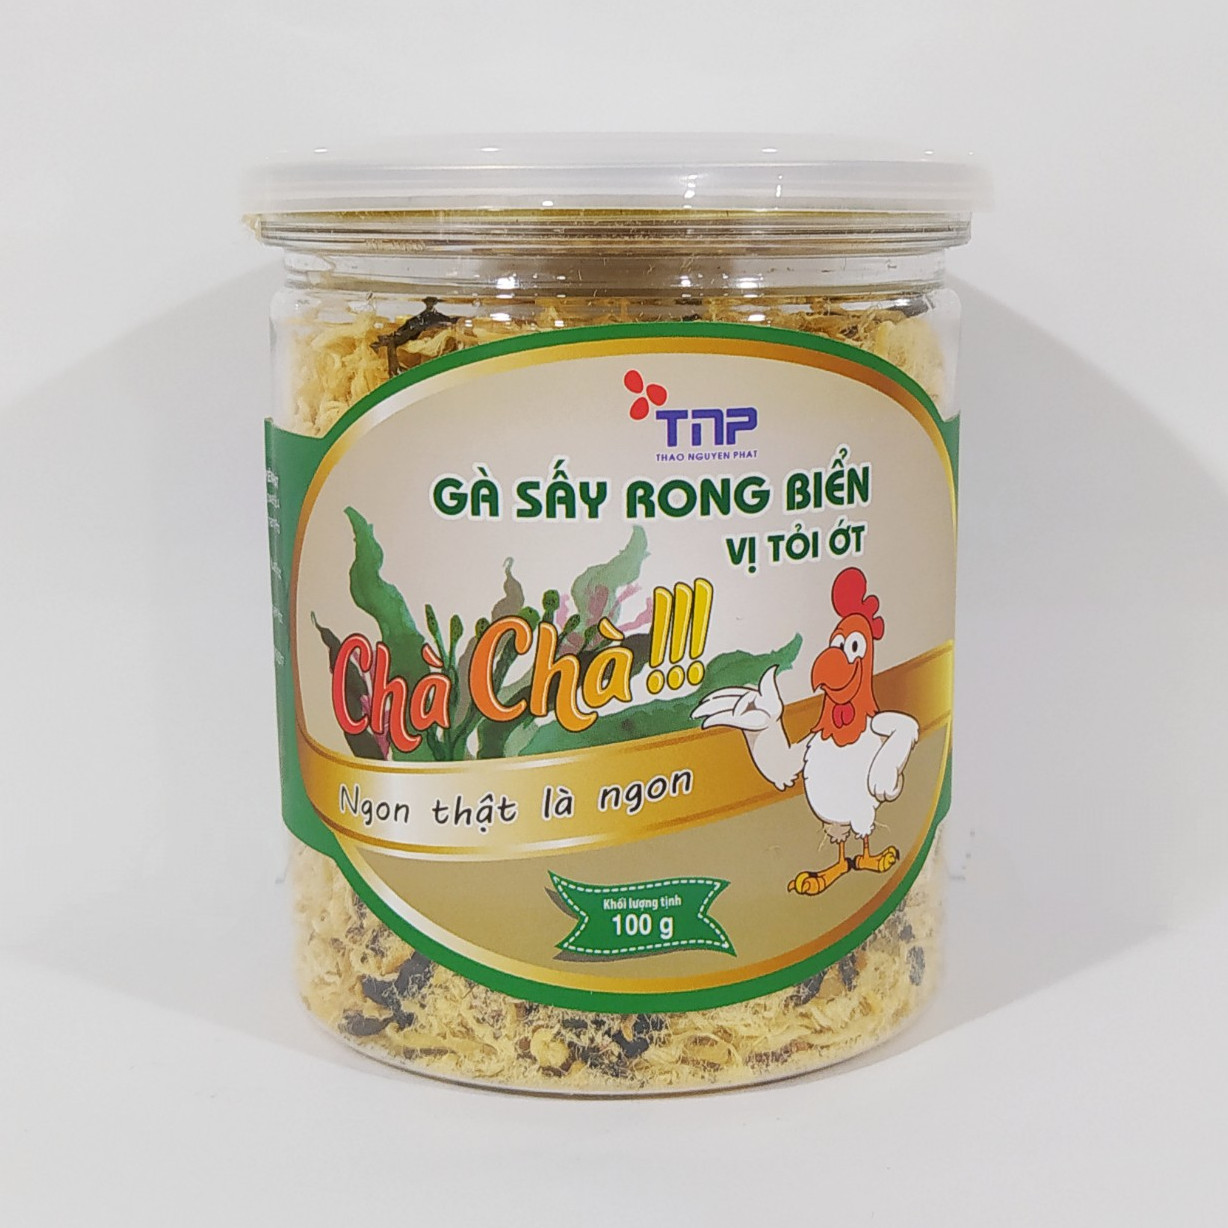 TNP
THAO NGUYEN PHAT
GÀ SẤY RONG BIỂN
VỊ TỎI ỚT
Chà Chà!!!
Ngon thật là ngon
Khối lượng tịnh
100 g